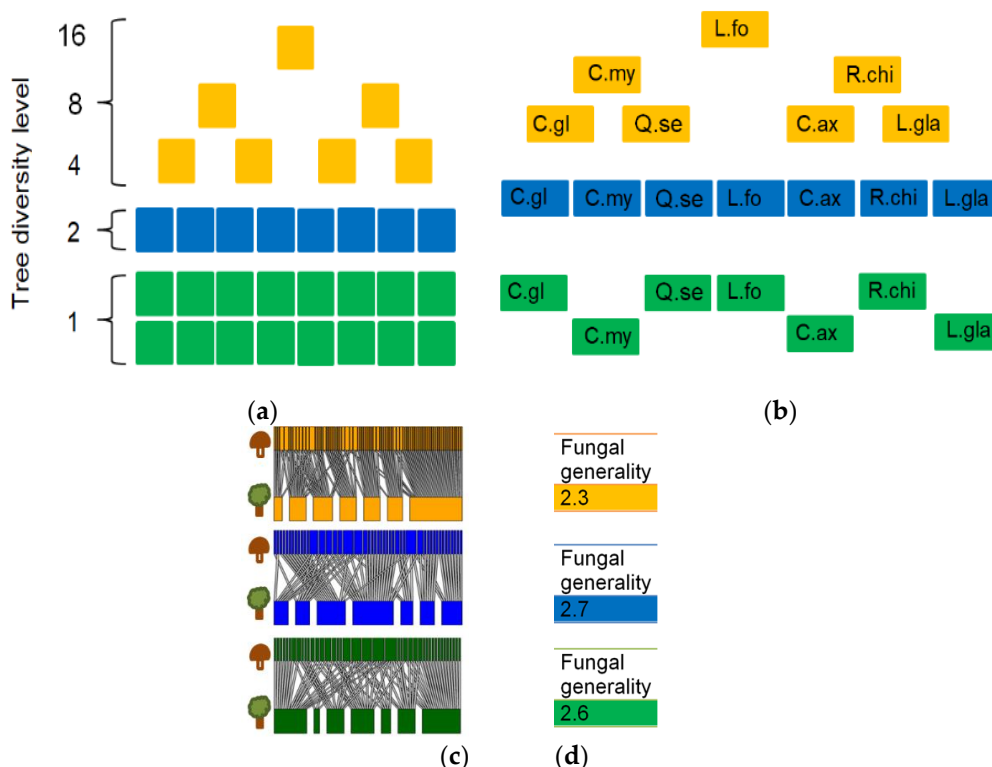 Tree diversity level
16
8
4
2
1
L.fo
C.my
R.chi
C.gl
Q.se
C.ax
L.gla
C.gl
C.my
Q.se
L.fo
C.ax
R.chi
L.gla
C.gl
Q.se
L.fo
R.chi
C.my
C.ax
L.gla
(a)
(b)
Fungal
generality
2.3
Fungal
generality
2.7
Fungal
generality
2.6
(c)
(d)